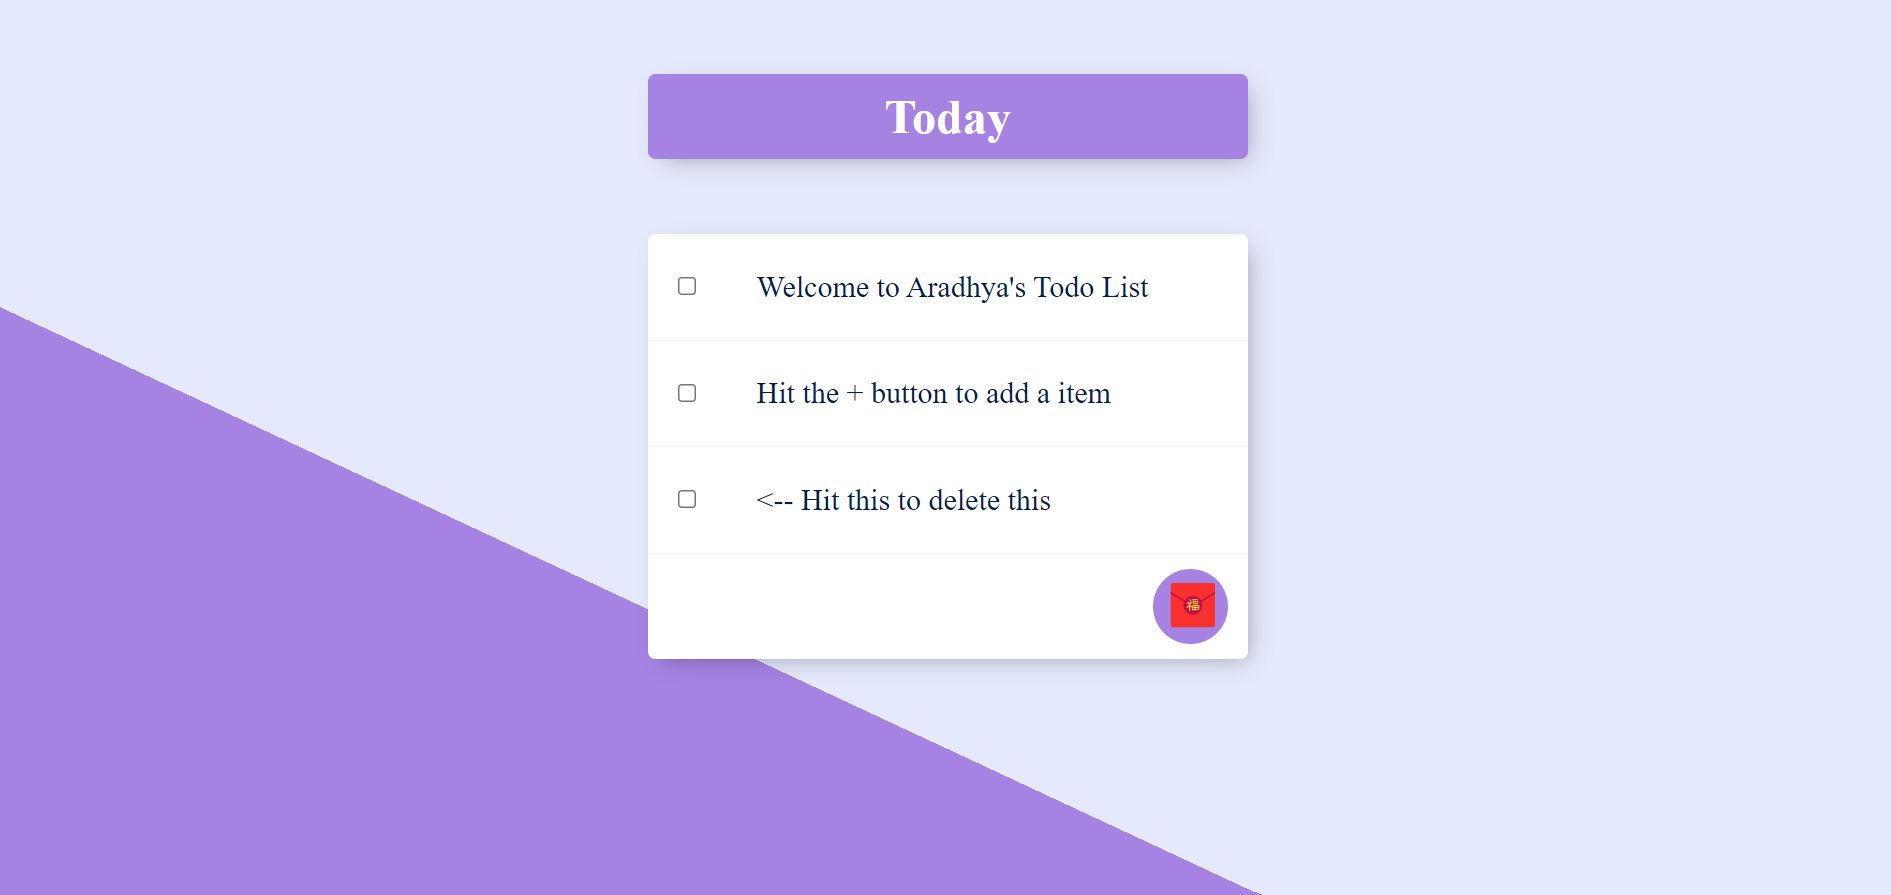 Today
Welcome to Aradhya's Todo List
Hit the + button to add a item
<-- Hit this to delete this
福